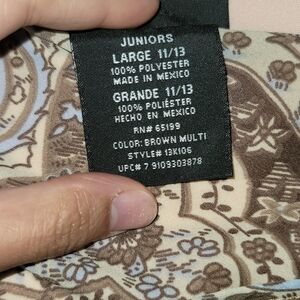 JUNIORS
LARGE 11/13
100% POLYESTER
MADE IN MEXICO
GRANDE 11/13
100% POLIÉSTER
HECHO EN MEXICO
RN# 65199
COLOR: BROWN MULTI
STYLE# 13K106
UPC# 7 9109303878